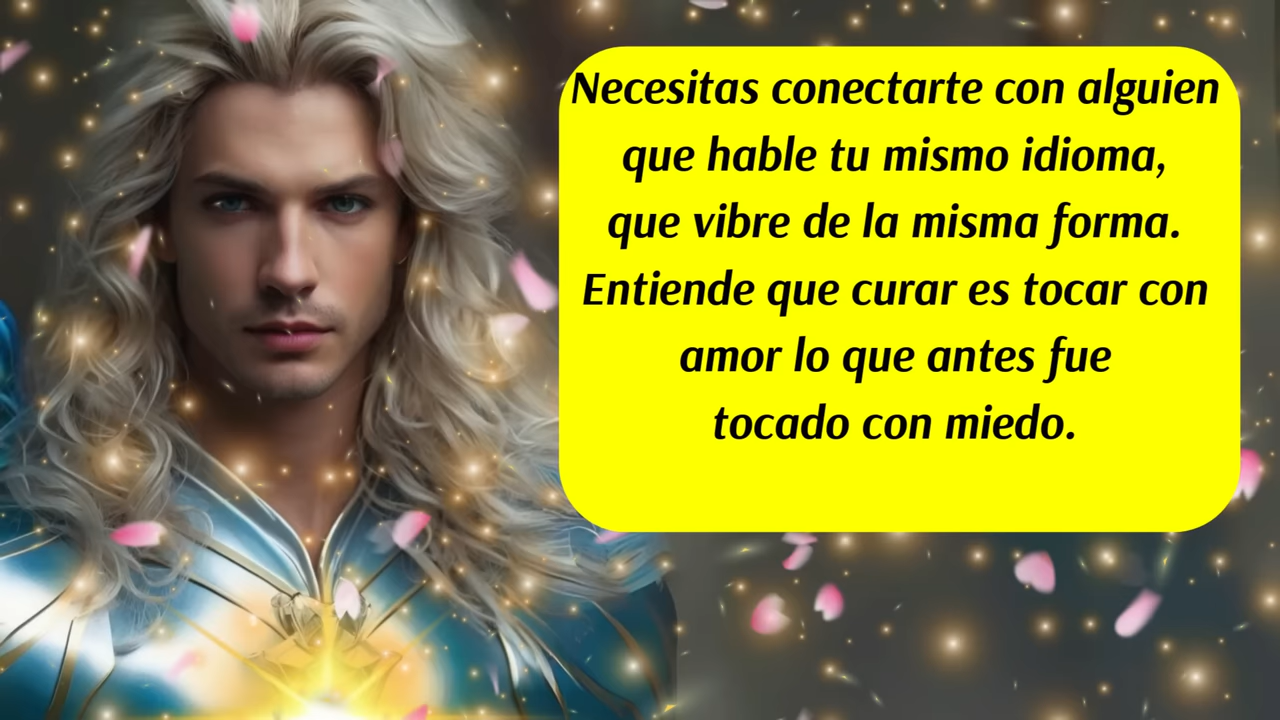 Necesitas conectarte con alguien
que hable tu mismo idioma,
que vibre de la misma forma.
Entiende que curar es tocar con
amor lo que antes fue
tocado con miedo.